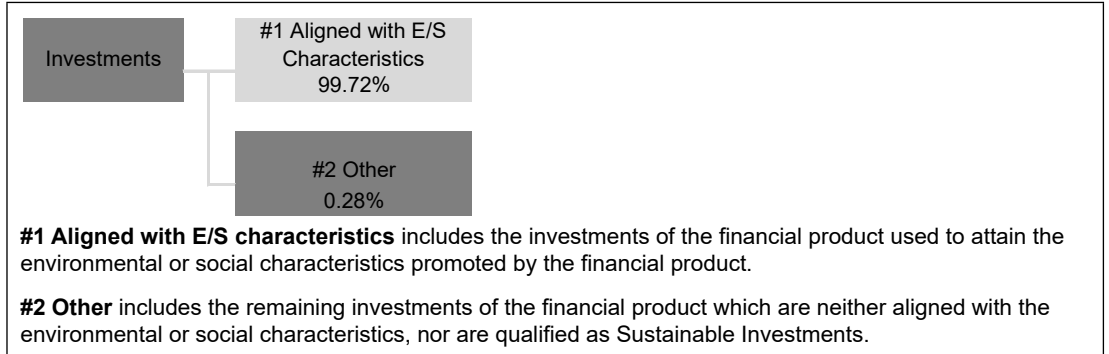 Investments
#1 Aligned with E/S
Characteristics
99.72%
#2 Other
0.28%
#1 Aligned with E/S characteristics includes the investments of the financial product used to attain the
environmental or social characteristics promoted by the financial product.
#2 Other includes the remaining investments of the financial product which are neither aligned with the
environmental or social characteristics, nor are qualified as Sustainable Investments.